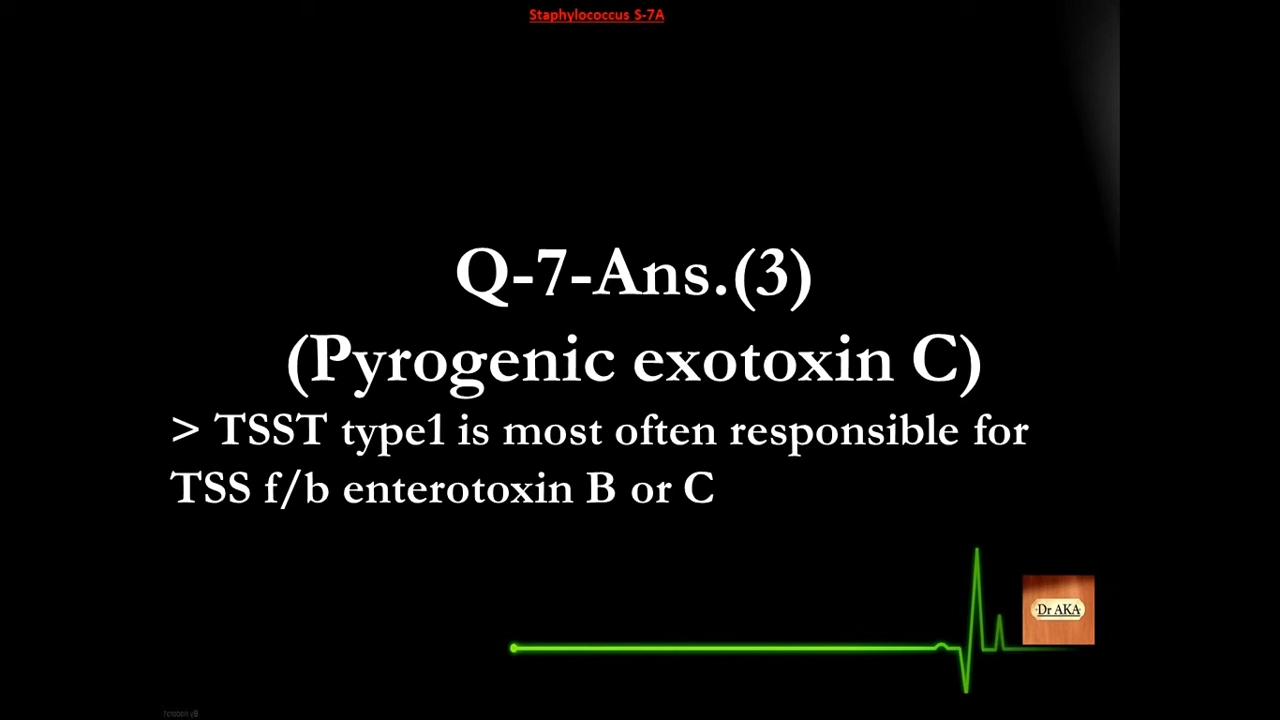 Staphylococcus S-7A
Q-7-Ans.(3)
(Pyrogenic exotoxin C)
> TSST type1 is most often responsible for
TSS f/b enterotoxin B or C
Dr AKA